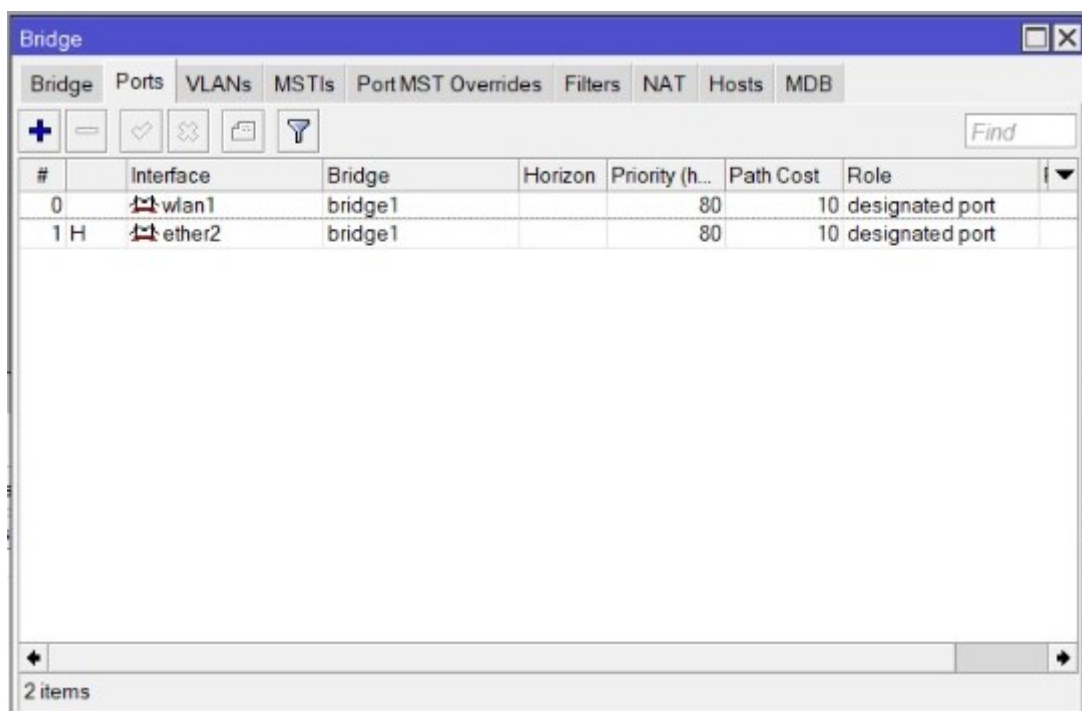 Bridge
Bridge Ports VLANs MSTIs Port MST Overrides Filters NAT Hosts MDB
Find
# Interface Bridge Horizon Priority (h... Path Cost Role
0 wlan1 bridge1 80 10 designated port
1 H ether2 bridge1 80 10 designated port
2 items